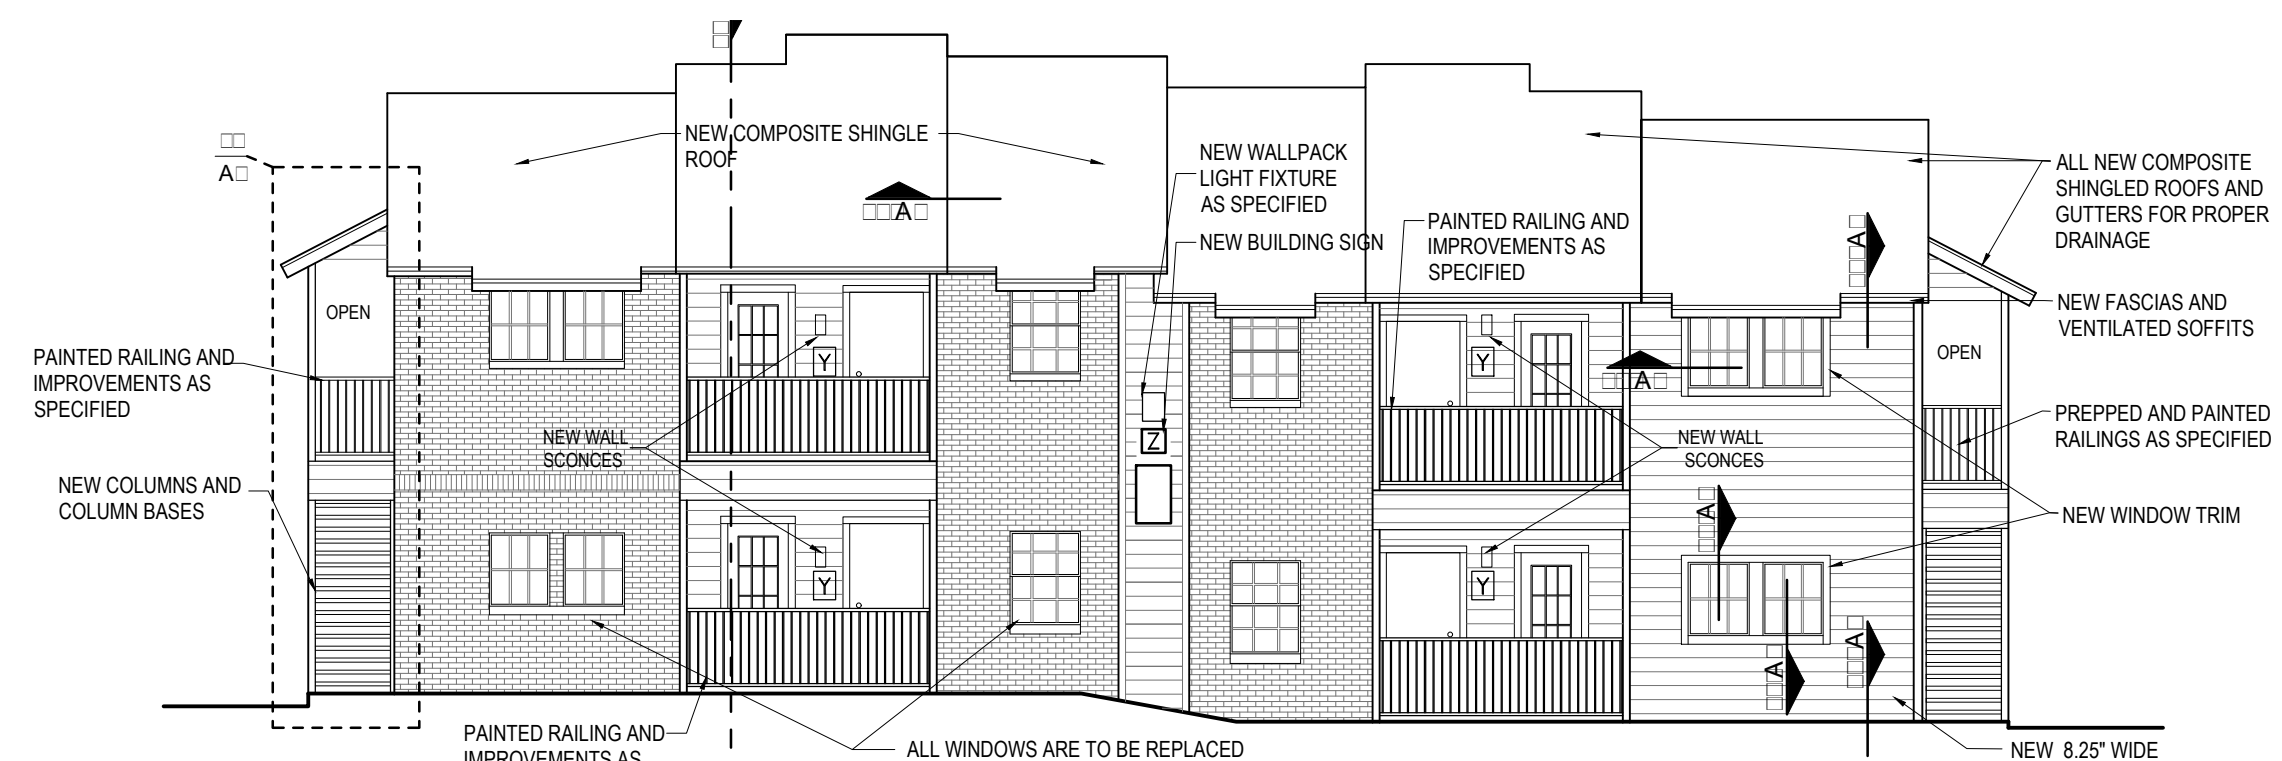 NEW COMPOSITE SHINGLE
ROOF
NEW WALLPACK
LIGHT FIXTURE
AS SPECIFIED
NEW BUILDING SIGN
PAINTED RAILING AND
IMPROVEMENTS AS
SPECIFIED
ALL NEW COMPOSITE
SHINGLED ROOFS AND
GUTTERS FOR PROPER
DRAINAGE
A
A
A
OPEN
NEW FASCIAS AND
VENTILATED SOFFITS
OPEN
PAINTED RAILING AND
IMPROVEMENTS AS
SPECIFIED
Y
Y
A
NEW WALL
SCONCES
Z
NEW WALL
SCONCES
PREPPED AND PAINTED
RAILINGS AS SPECIFIED
NEW COLUMNS AND
COLUMN BASES
A
NEW WINDOW TRIM
Y
Y
A
A
PAINTED RAILING AND
IMPROVEMENTS AS
ALL WINDOWS ARE TO BE REPLACED
NEW 8.25" WIDE